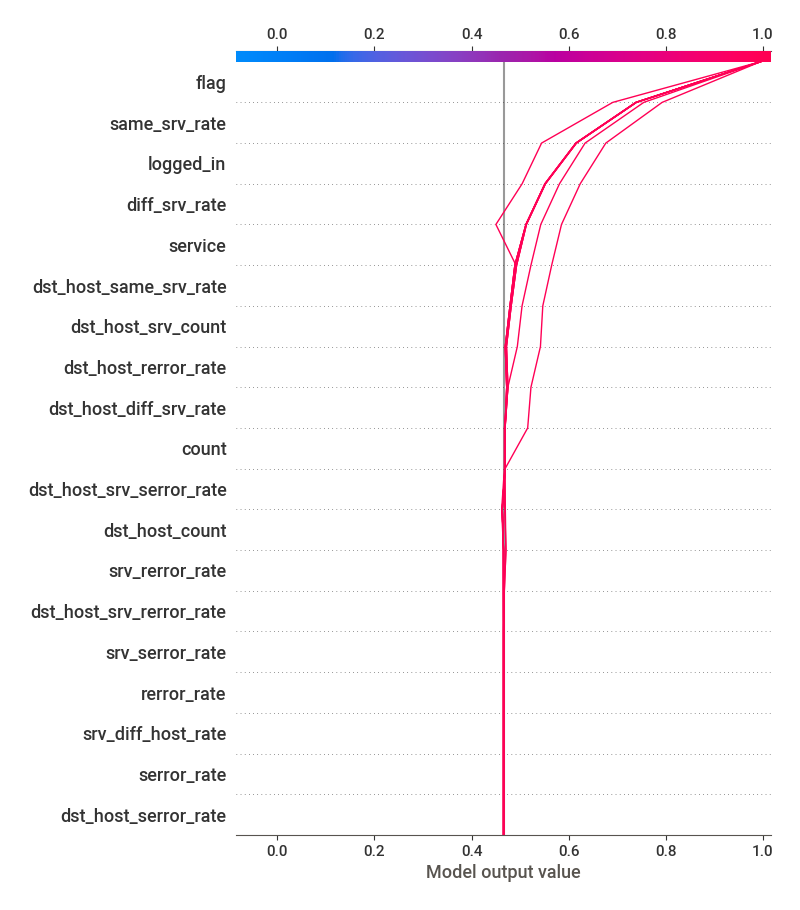 0.0 0.2 0.4 0.6 0.8 1.0
flag
same_srv_rate
logged_in
diff_srv_rate
service
dst_host_same_srv_rate
dst_host_srv_count
dst_host_rerror_rate
dst_host_diff_srv_rate
count
dst_host_srv_serror_rate
dst_host_count
srv_rerror_rate
dst_host_srv_rerror_rate
srv_serror_rate
rerror_rate
srv_diff_host_rate
serror_rate
dst_host_serror_rate
0.0 0.2 0.4 0.6 0.8 1.0
Model output value